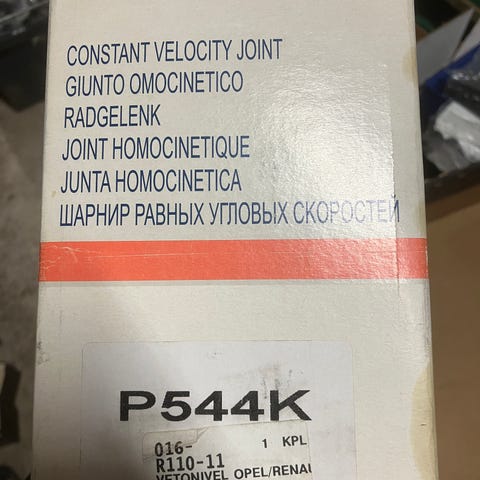 CONSTANT VELOCITY JOINT
GIUNTO OMOCINETICO
RADGELENK
JOINT HOMOCINETIQUE
JUNTA HOMOCINETICA
ШАРНИР РАВНЫХ УГЛОВЫХ СКОРОСТЕЙ
P544K
016- 1 KPL
R110-11
VETONIVEL OPEL/RENAU